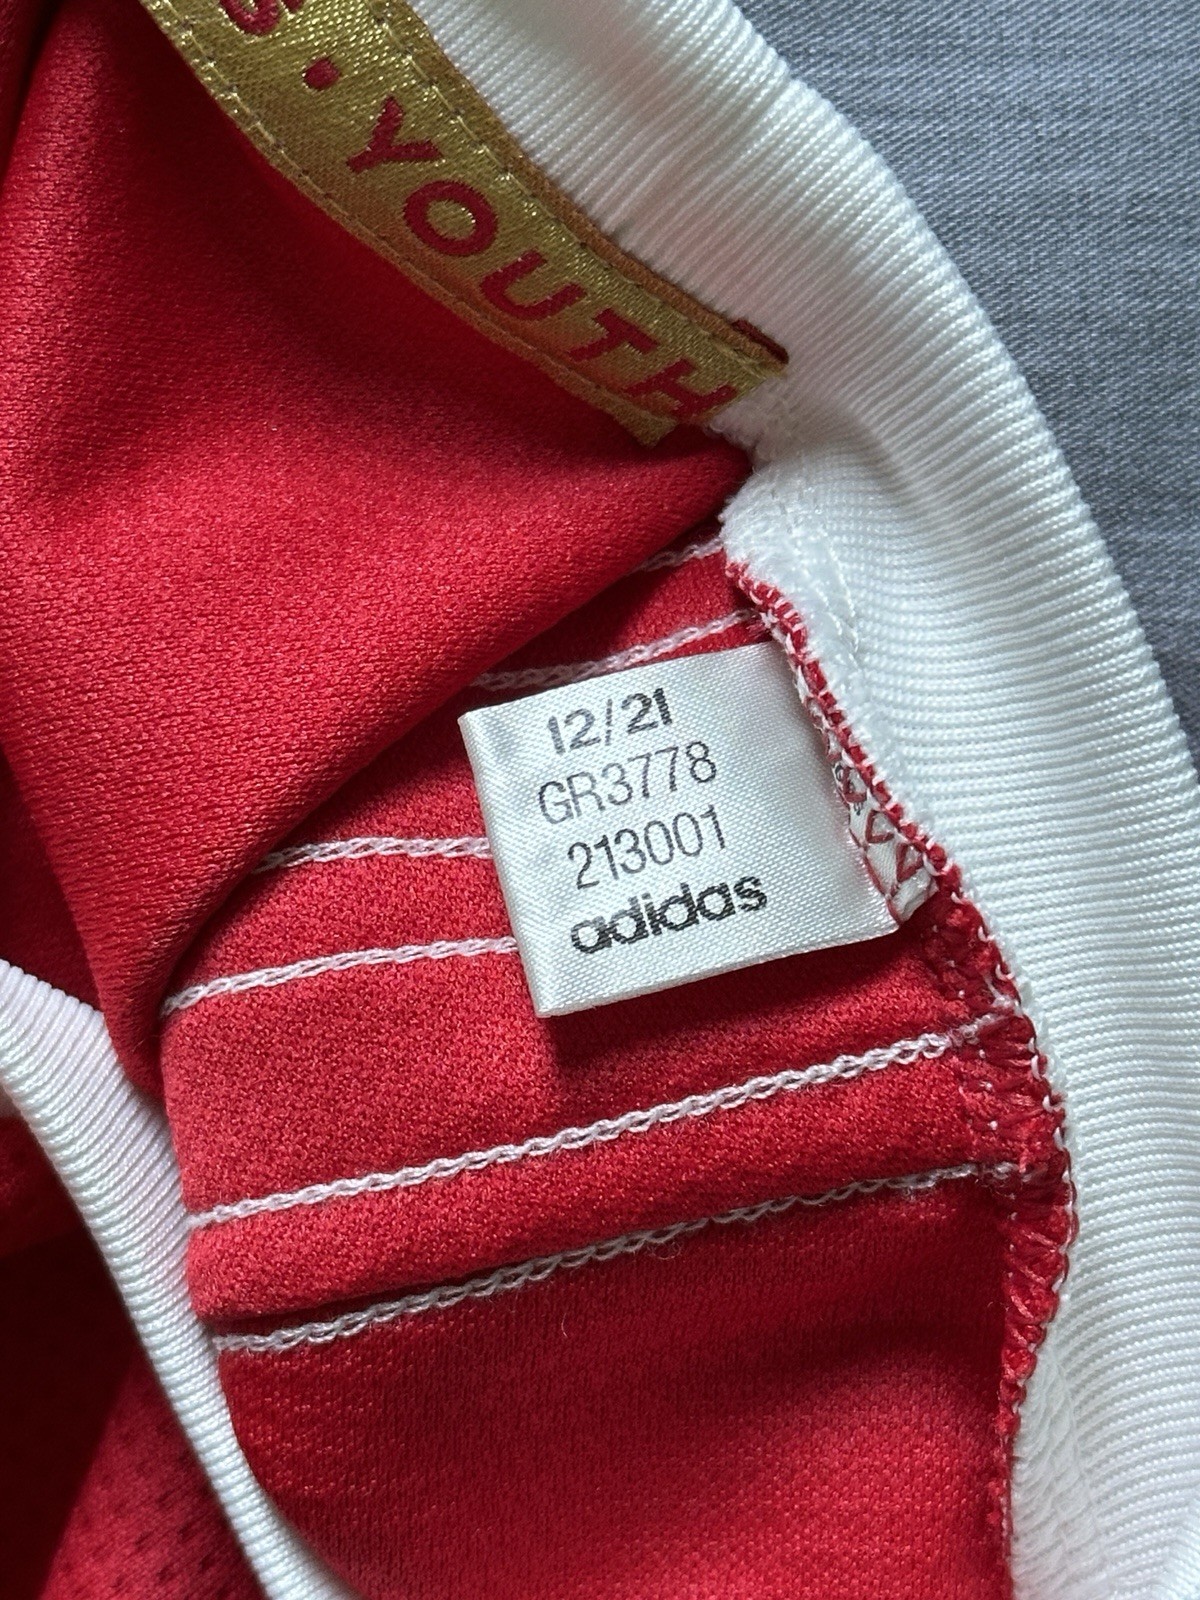 S · YOUTH
12/21
GR3778
213001
adidas